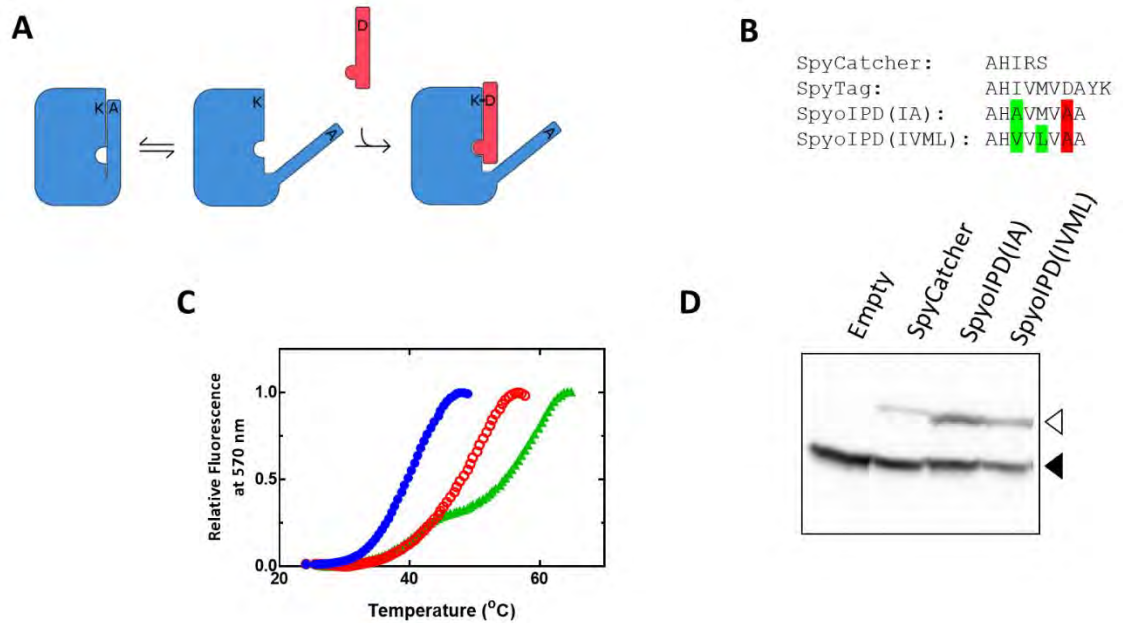 A
K A
K
A
D
K-D
A
B
SpyCatcher: AHIRS
SpyTag: AHIVMVDAYK
SpyoIPD(IA): AHAVMVAA
SpyoIPD(IVML): AHVVLVAA
C
Relative Fluorescence
at 570 nm
1.0
0.5
0.0
20 40 60
Temperature (°C)
D
Empty
SpyCatcher
SpyoIPD(IA)
SpyoIPD(IVML)